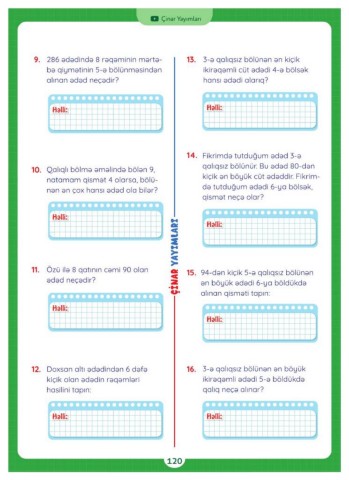 Çinar Yayımları
9. 286 ədədində 8 rəqəminin mərtə-
bə qiymətinin 5-ə bölünməsindən
alınan ədəd neçədir?
Həlli:
10. Qalıqlı bölmə əməlində bölən 9,
natamam qismət 4 olarsa, bölü-
nən ən çox hansı ədəd ola bilər?
Həlli:
11. Özü ilə 8 qatının cəmi 90 olan
ədəd neçədir?
Həlli:
12. Doxsan altı ədədindən 6 dəfə
kiçik olan ədədin rəqəmləri
hasilini tapın:
Həlli:
ÇİNAR YAYIMLARI
13. 3-ə qalıqsız bölünən ən kiçik
ikirəqəmli cüt ədədi 4-ə bölsək
hansı ədədi alarıq?
Həlli:
14. Fikrimdə tutduğum ədəd 3-ə
qalıqsız bölünür. Bu ədəd 80-dən
kiçik ən böyük cüt ədəddir. Fikrim-
də tutduğum ədədi 6-ya bölsək,
qismət neçə olar?
Həlli:
15. 94-dən kiçik 5-ə qalıqsız bölünən
ən böyük ədədi 6-ya böldükdə
alınan qisməti tapın:
Həlli:
16. 3-ə qalıqsız bölünən ən böyük
ikirəqəmli ədədi 5-ə böldükdə
qalıq neçə alınar?
Həlli:
120